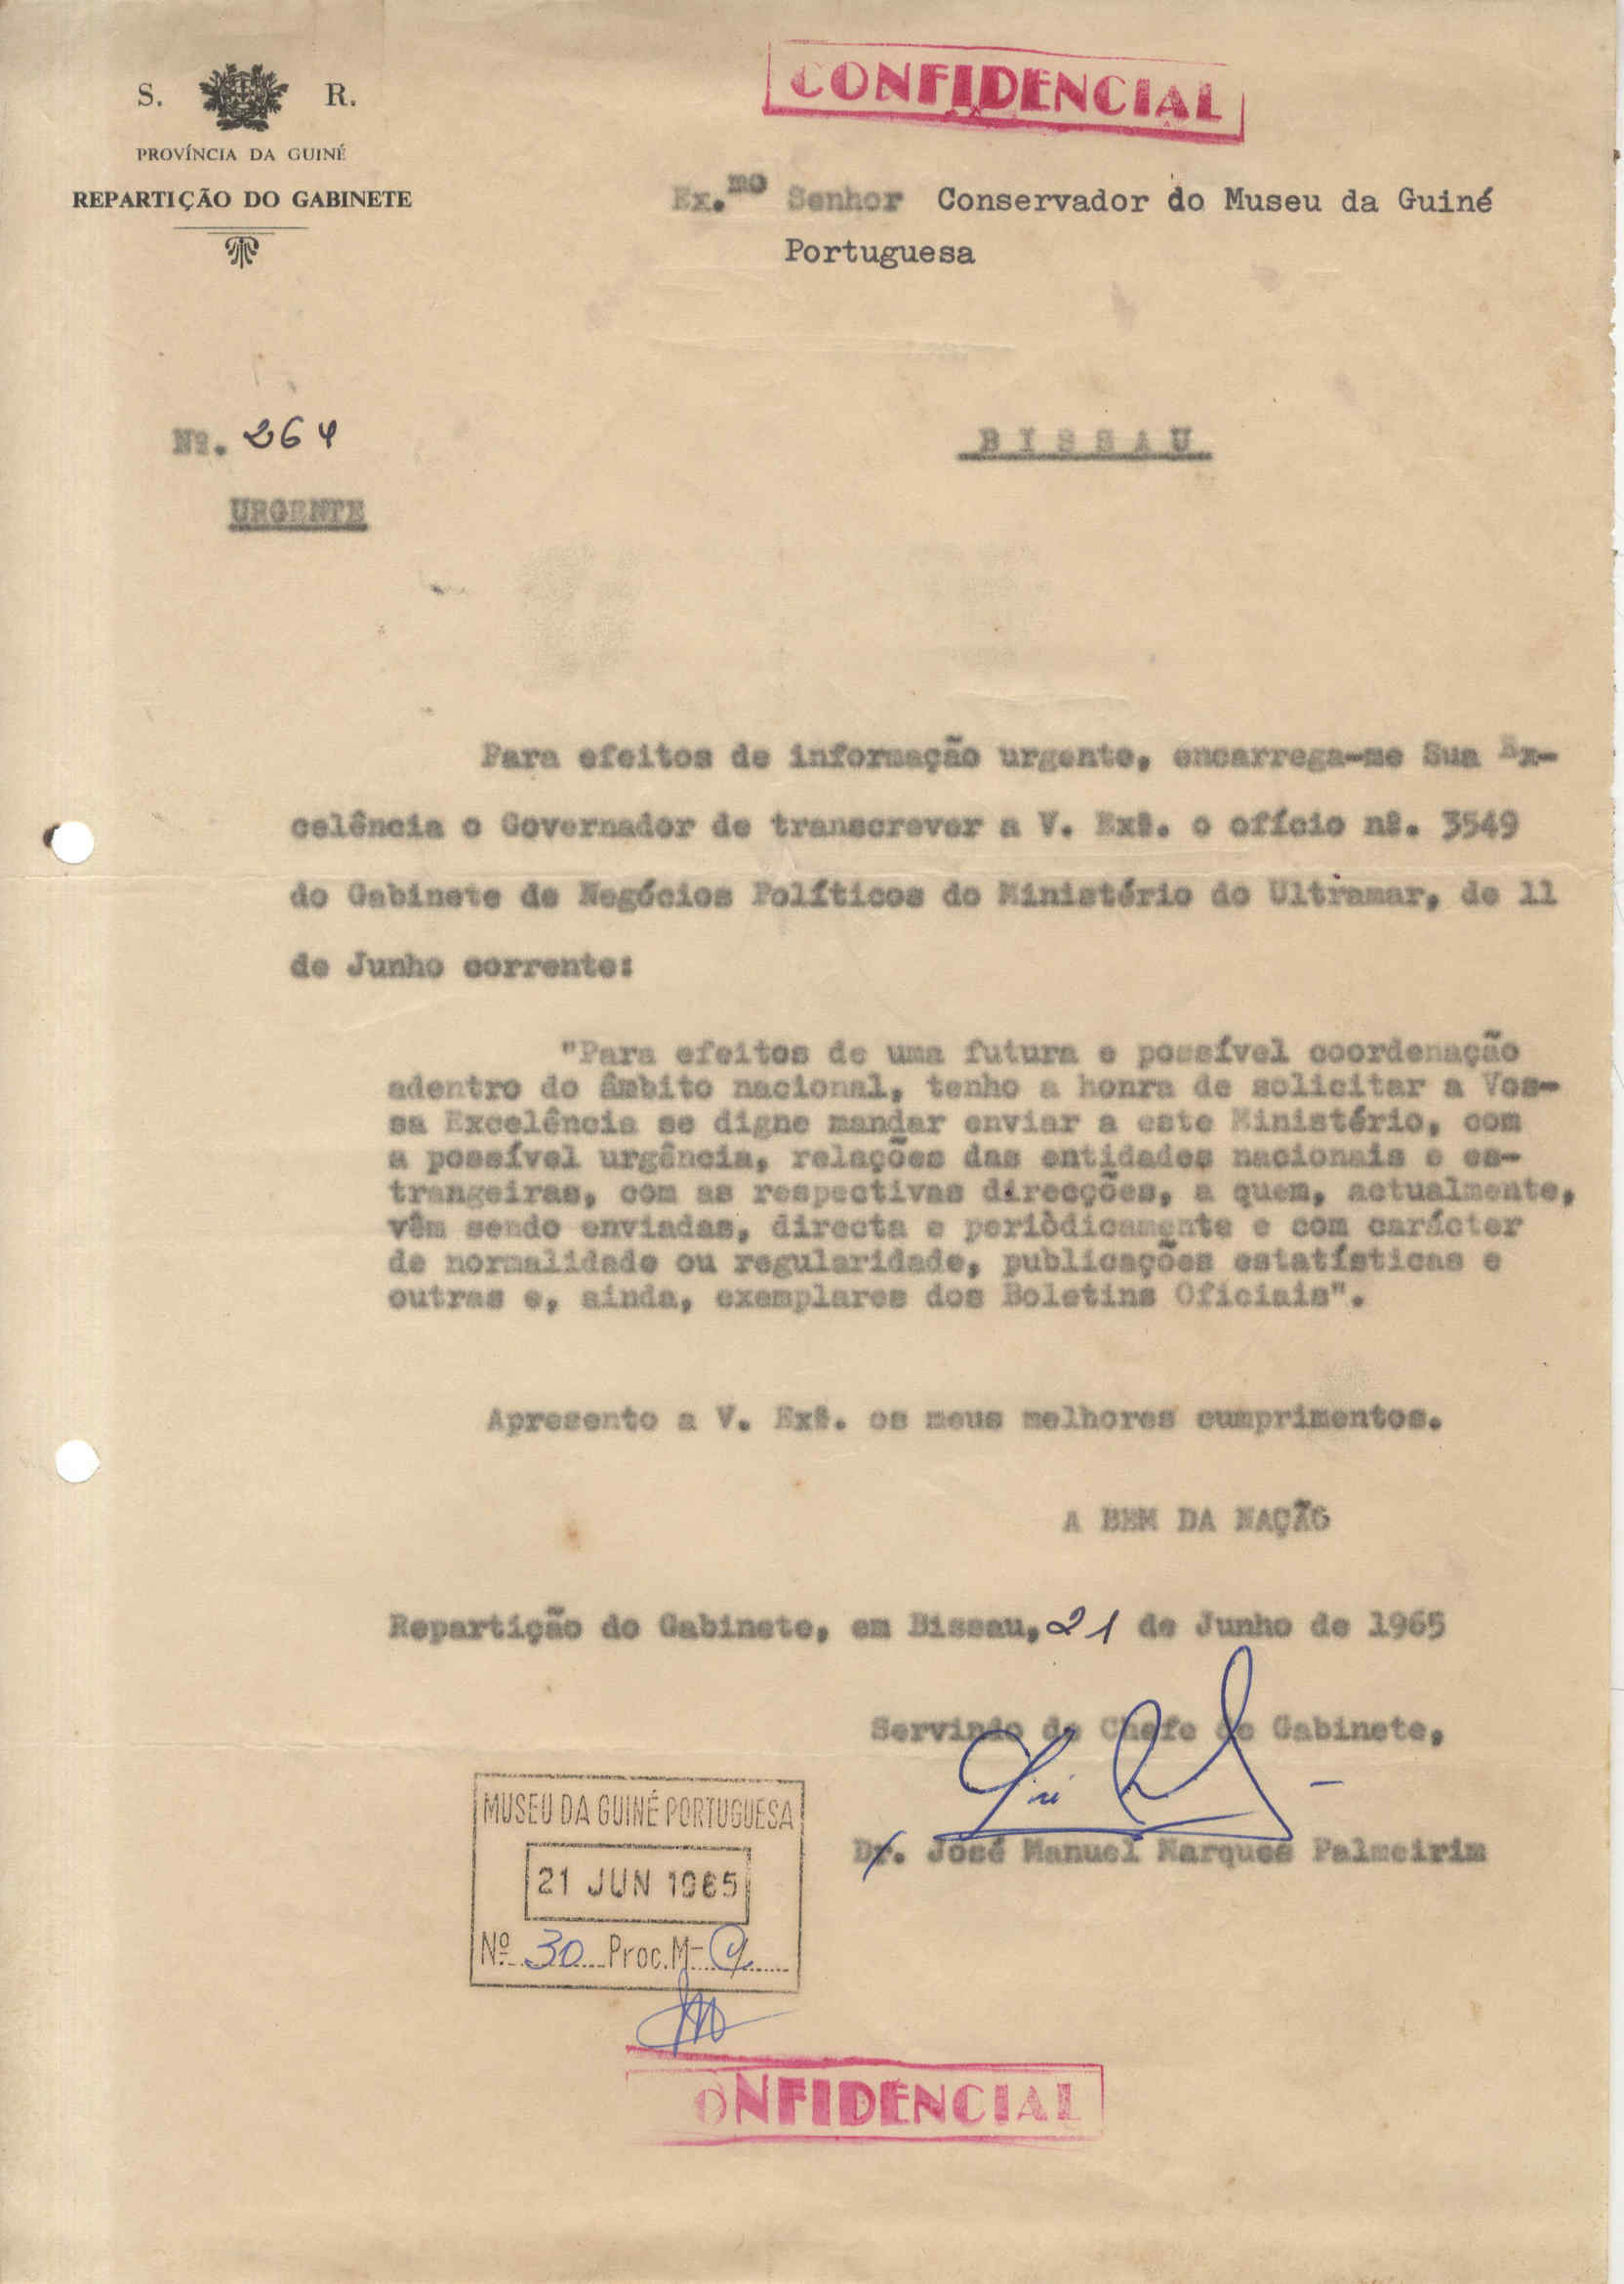 CONFIDENCIAL
S. R.
PROVÍNCIA DA GUINÉ
REPARTIÇÃO DO GABINETE
Ex.mo Senhor Conservador do Museu da Guiné
Portuguesa
Nº. 264
BISSAU
URGENTE
Para efeitos de informação urgente, encarrega-me Sua Ex-
celência o Governador de transcrever a V. Exª. o ofício nº. 3549
do Gabinete de Negócios Políticos do Ministério do Ultramar, de 11
de Junho corrente:
"Para efeitos de uma futura e possível coordenação
adentro do âmbito nacional, tenho a honra de solicitar a Vos-
sa Excelência se digne mandar enviar a este Ministério, com
a possível urgência, relações das entidades nacionais e es-
trangeiras, com as respectivas direcções, a quem, actualmente,
vêm sendo enviadas, directa e periòdicamente e com carácter
de normalidade ou regularidade, publicações estatísticas e
outras e, ainda, exemplares dos Boletins Oficiais".
Apresento a V. Exª. os meus melhores cumprimentos.
A BEM DA NAÇÃO
Repartição do Gabinete, em Bissau, 21 de Junho de 1965
Servindo de Chefe de Gabinete,
Dr. José Manuel Marques Palmeirim
MUSEU DA GUINÉ PORTUGUESA
21 JUN 1965
Nº 30 Proc. M-
ONFIDENCIAL